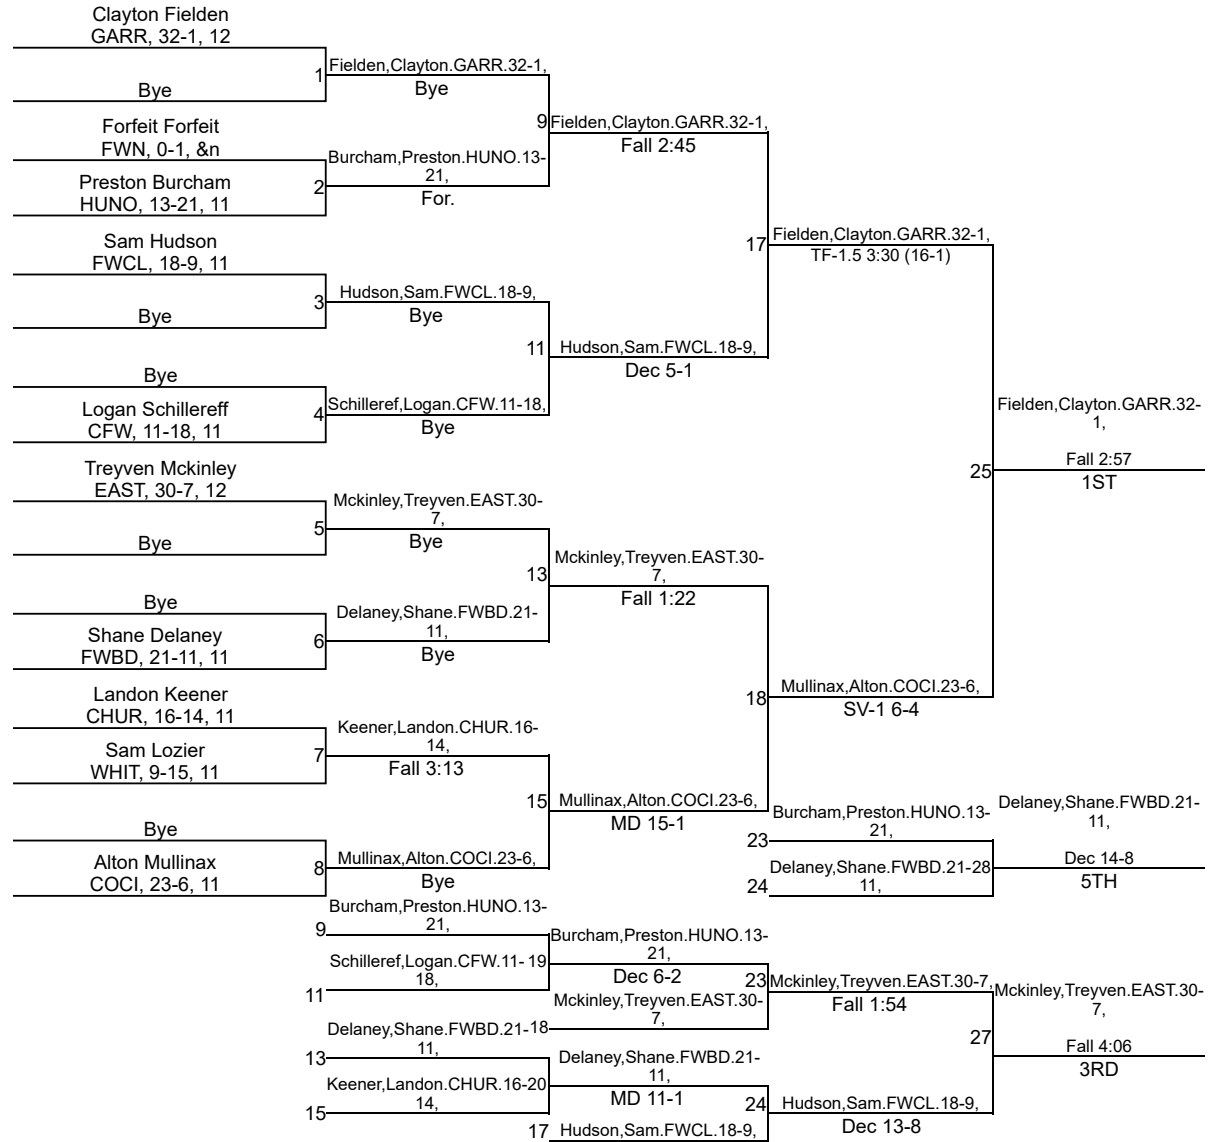 Clayton Fielden
GARR, 32-1, 12
1
Fielden,Clayton.GARR.32-1,
Bye
Bye
9
Fielden,Clayton.GARR.32-1,
Fall 2:45
Forfeit Forfeit
FWN, 0-1, &n
2
Burcham,Preston.HUNO.13-
21,
For.
Preston Burcham
HUNO, 13-21, 11
17
Fielden,Clayton.GARR.32-1,
TF-1.5 3:30 (16-1)
Sam Hudson
FWCL, 18-9, 11
3
Hudson,Sam.FWCL.18-9,
Bye
Bye
11
Hudson,Sam.FWCL.18-9,
Dec 5-1
Bye
4
Schilleref,Logan.CFW.11-18,
Bye
Logan Schillereff
CFW, 11-18, 11
25
Fielden,Clayton.GARR.32-
1,
Fall 2:57
1ST
Treyven Mckinley
EAST, 30-7, 12
5
Mckinley,Treyven.EAST.30-
7,
Bye
Bye
13
Mckinley,Treyven.EAST.30-
7,
Fall 1:22
Bye
6
Delaney,Shane.FWBD.21-
11,
Bye
Shane Delaney
FWBD, 21-11, 11
18
Mullinax,Alton.COCI.23-6,
SV-1 6-4
Landon Keener
CHUR, 16-14, 11
7
Keener,Landon.CHUR.16-
14,
Fall 3:13
Sam Lozier
WHIT, 9-15, 11
15
Mullinax,Alton.COCI.23-6,
MD 15-1
Bye
8
Mullinax,Alton.COCI.23-6,
Bye
Alton Mullinax
COCI, 23-6, 11
23
Burcham,Preston.HUNO.13-
21,
24
Delaney,Shane.FWBD.21-
11,
28
Delaney,Shane.FWBD.21-
11,
Dec 14-8
5TH
9
Burcham,Preston.HUNO.13-
21,
11
Schilleref,Logan.CFW.11-
18,
19
Burcham,Preston.HUNO.13-
21,
Dec 6-2
18
Mckinley,Treyven.EAST.30-
7,
23
Mckinley,Treyven.EAST.30-7,
Fall 1:54
13
Delaney,Shane.FWBD.21-
11,
15
Keener,Landon.CHUR.16-
14,
20
Delaney,Shane.FWBD.21-
11,
MD 11-1
17
Hudson,Sam.FWCL.18-9,
24
Hudson,Sam.FWCL.18-9,
Dec 13-8
27
Mckinley,Treyven.EAST.30-
7,
Fall 4:06
3RD